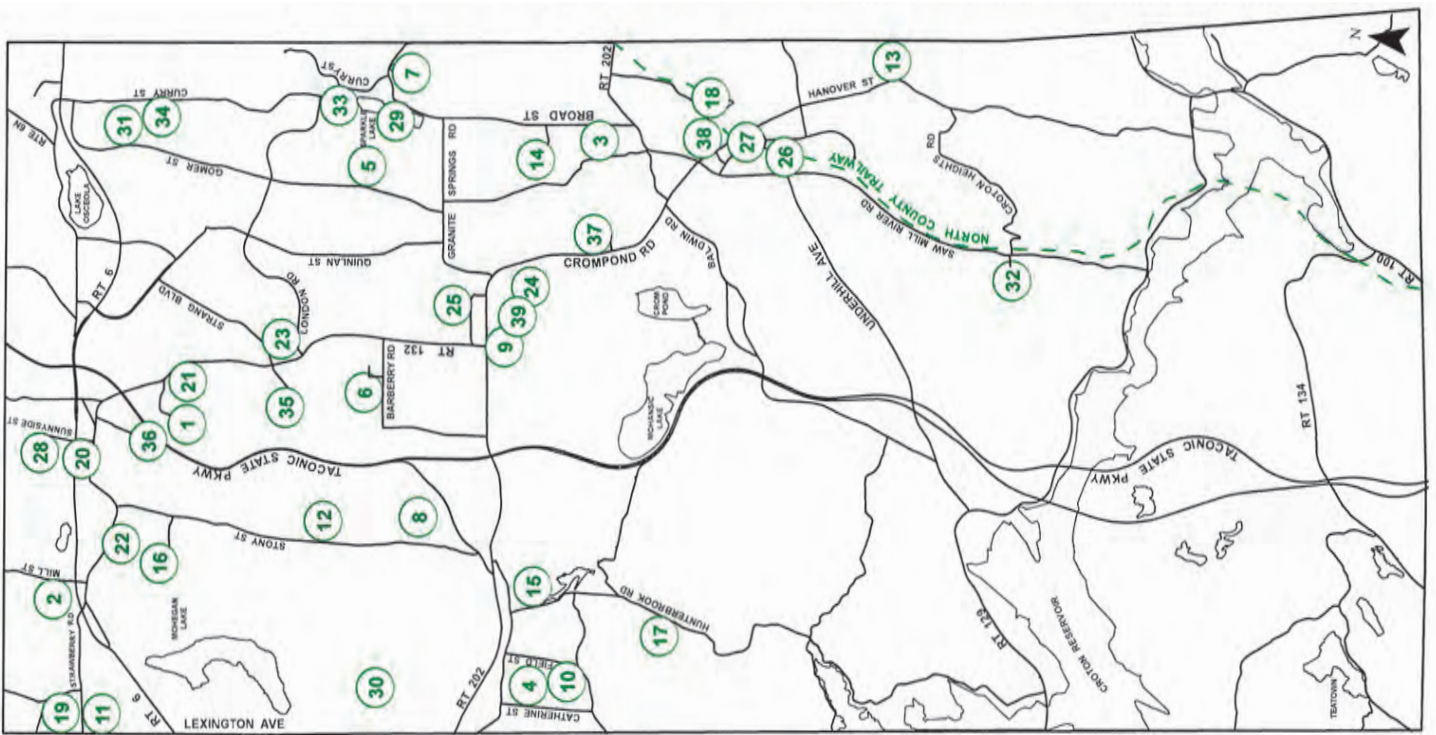 RTE 6N
CURRY ST
31
34
GOMER ST
LAKE
OSCEOLA
CURRY ST
33
SPARKLE
LAKE
29
7
5
RT 202
BROAD ST
SPRINGS RD
14
3
18
38
27
26
HANOVER ST
13
N
RD
CROTON HEIGHTS
NORTH COUNTY TRAILWAY
SAW MILL RIVER RD
32
RT 100
RT 6
QUINLAN ST
GRANITE
37
CROMPOND RD
BALDWIN RD
UNDERHILL AVE
STRANG BLVD
LONDON RD
23
25
24
39
9
RT 132
CROM
POND
21
1
35
6
BARBERRY RD
MOHANSIC
LAKE
SUNNYSIDE ST
28
20
36
TACONIC STATE
PKWY
TACONIC STATE
PKWY
RT 134
22
16
STONY ST
12
8
MILL ST
2
STRAWBERRY RD
MOHEGAN
LAKE
15
HUNTERBROOK RD
17
RT 129
CROTON RESERVOIR
19
11
RT 6
LEXINGTON AVE
30
RT 202
FIELD ST
4
10
CATHERINE ST
TEATOWN